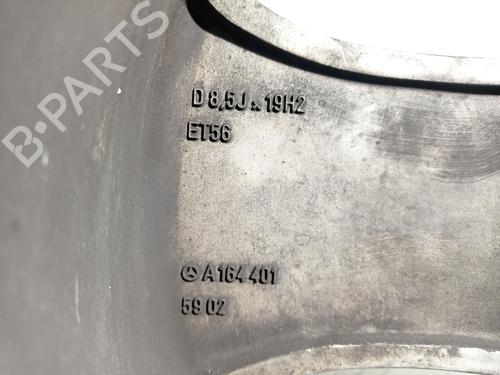 B-PARTS
D 8,5J x 19H2
ET56
A 164 401
59 02